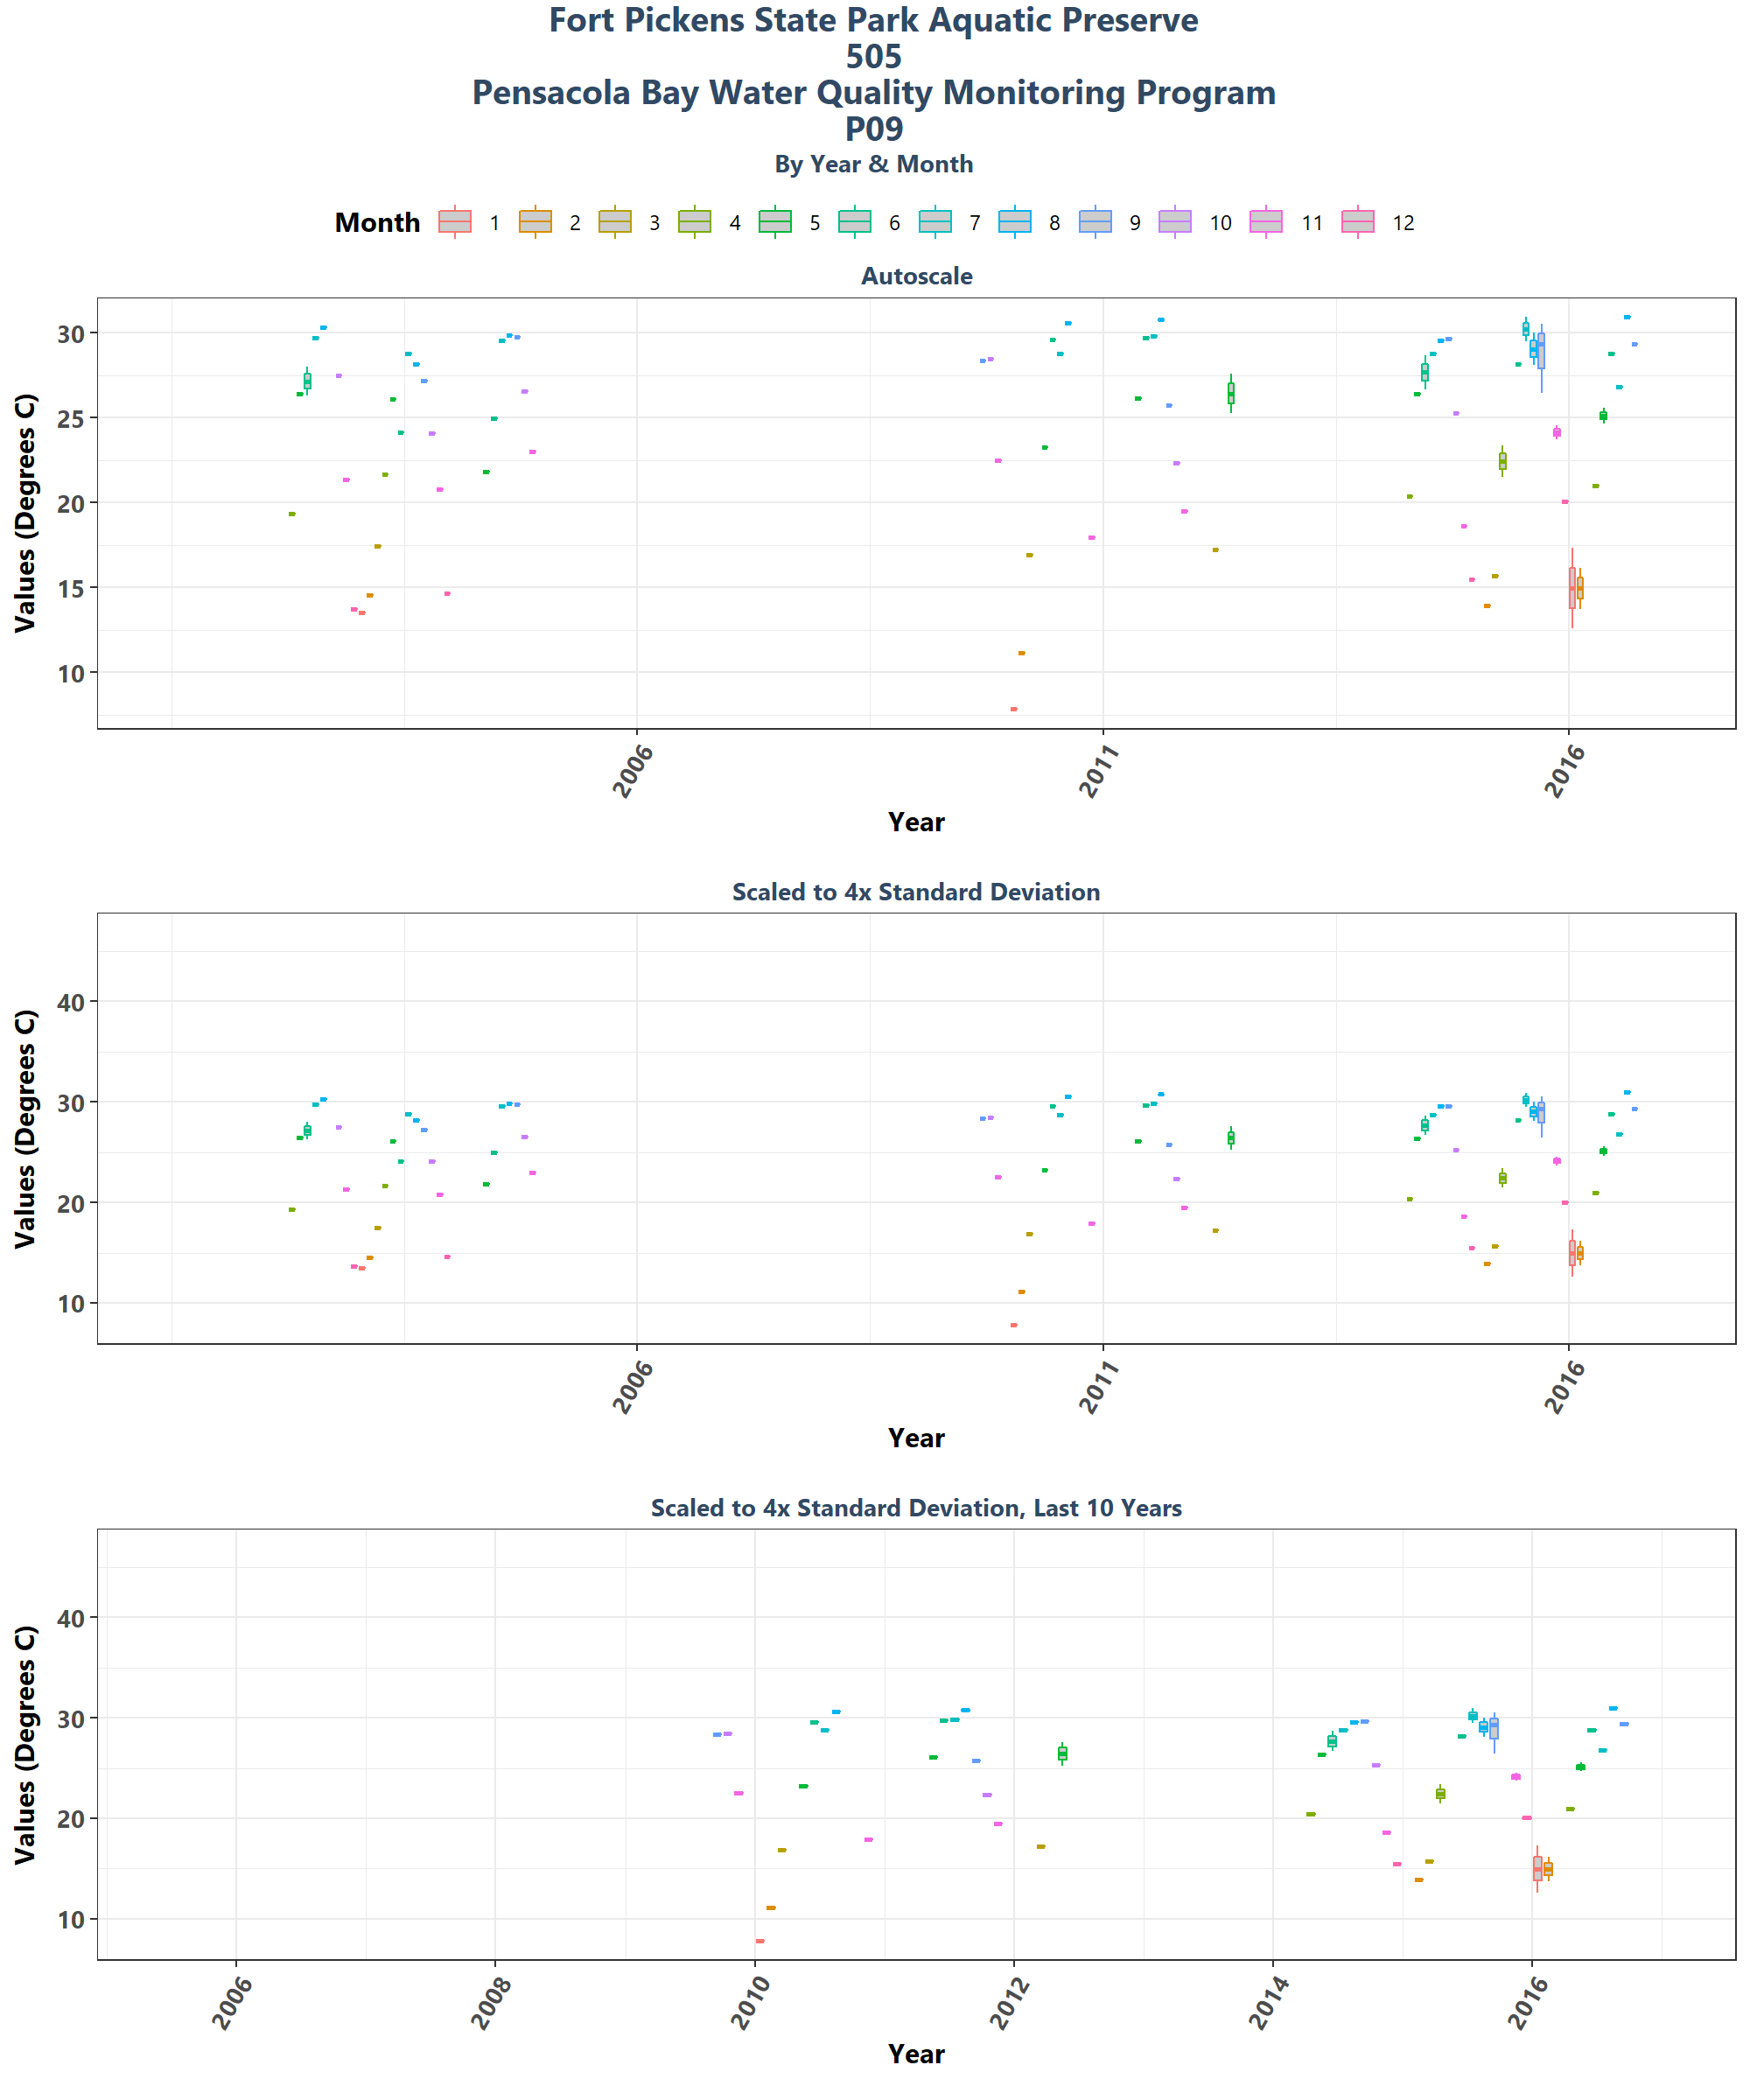 Fort Pickens State Park Aquatic Preserve
505
Pensacola Bay Water Quality Monitoring Program
P09
By Year & Month
Month 1 2 3 4 5 6 7 8 9 10 11 12
Autoscale
Values (Degrees C)
30
25
20
15
10
2006 2011 2016
Year
Scaled to 4x Standard Deviation
Values (Degrees C)
40
30
20
10
2006 2011 2016
Year
Scaled to 4x Standard Deviation, Last 10 Years
Values (Degrees C)
40
30
20
10
2006 2008 2010 2012 2014 2016
Year